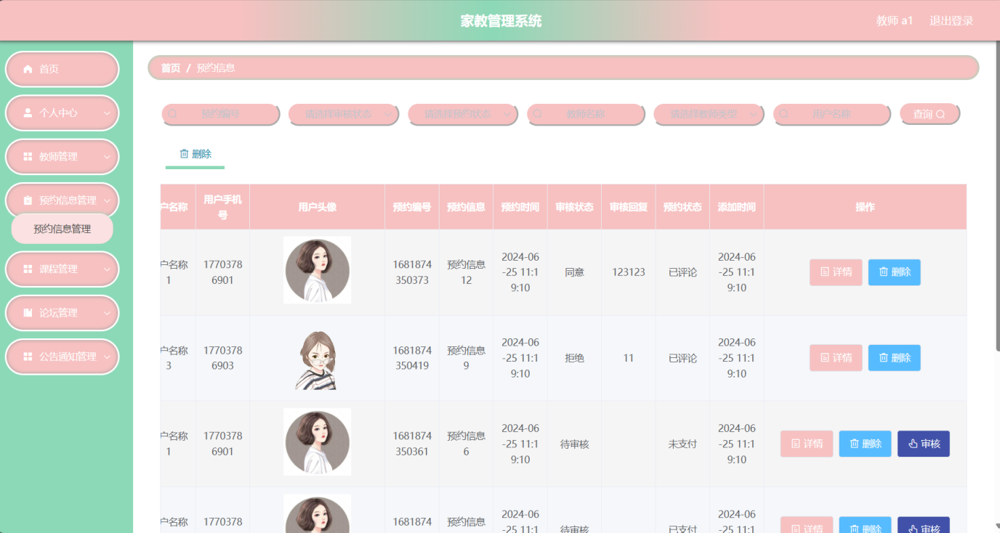 家教管理系统
教师 a1 退出登录
首页
个人中心
教师管理
预约信息管理
预约信息管理
课程管理
论坛管理
公告通知管理
首页 / 预约信息
预约编号 请选择审核状态 请选择预约状态 教师名称 请选择教师类型 用户名称 查询
删除
户名称 用户手机号 用户头像 预约编号 预约信息 预约时间 审核状态 审核回复 预约状态 添加时间 操作
户名称1 17703786901 1681874350373 预约信息12 2024-06-25 11:19:10 同意 123123 已评论 2024-06-25 11:19:10 详情 删除
户名称3 17703786903 1681874350419 预约信息9 2024-06-25 11:19:10 拒绝 11 已评论 2024-06-25 11:19:10 详情 删除
户名称1 17703786901 1681874350361 预约信息6 2024-06-25 11:19:10 待审核 未支付 2024-06-25 11:19:10 详情 删除 审核
户名称 1770378 1681874 预约信息 2024-06-25 11:1 待审核 已支付 2024-06-25 11:1 详情 删除 审核